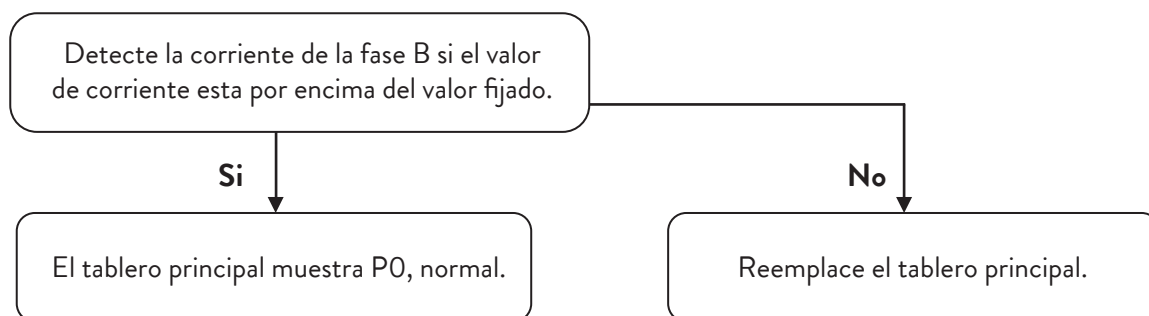 Detecte la corriente de la fase B si el valor
de corriente esta por encima del valor fijado.
Si
No
El tablero principal muestra P0, normal.
Reemplace el tablero principal.